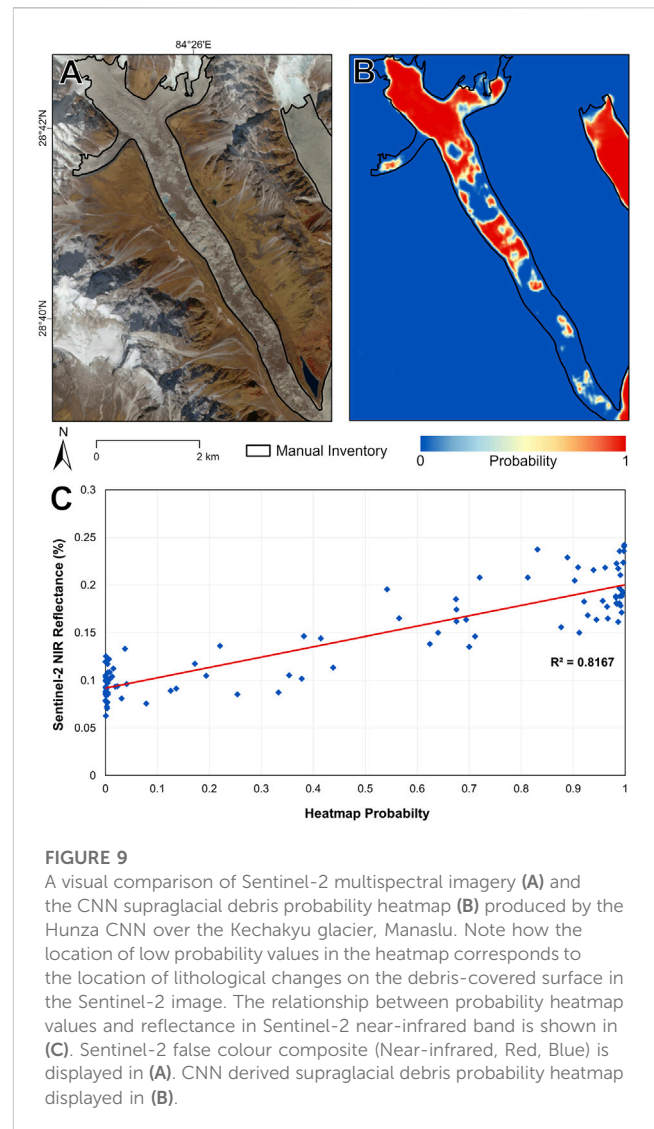 84°26'E
A
B
28°42'N
28°40'N
N
0 2 km
Manual Inventory
0 Probability 1
C
0.3
0.25
0.2
0.15
0.1
0.05
0
Sentinel-2 NIR Reflectance (%)
R² = 0.8167
0 0.1 0.2 0.3 0.4 0.5 0.6 0.7 0.8 0.9 1
Heatmap Probabilty
FIGURE 9
A visual comparison of Sentinel-2 multispectral imagery (A) and
the CNN supraglacial debris probability heatmap (B) produced by the
Hunza CNN over the Kechakyu glacier, Manaslu. Note how the
location of low probability values in the heatmap corresponds to
the location of lithological changes on the debris-covered surface in
the Sentinel-2 image. The relationship between probability heatmap
values and reflectance in Sentinel-2 near-infrared band is shown in
(C). Sentinel-2 false colour composite (Near-infrared, Red, Blue) is
displayed in (A). CNN derived supraglacial debris probability heatmap
displayed in (B).